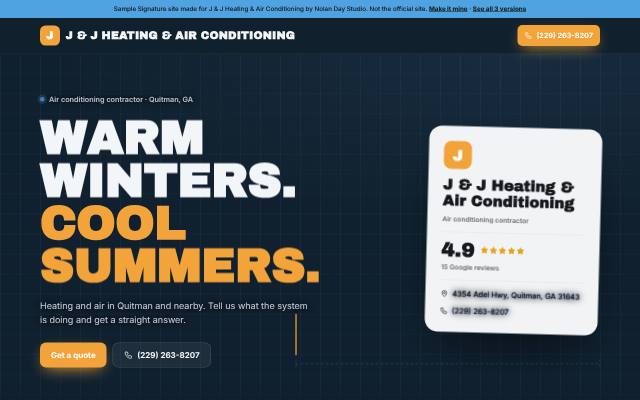 Sample Signature site made for J & J Heating & Air Conditioning by Nolan Day Studio. Not the official site. Make it mine · See all 3 versions
J J & J HEATING & AIR CONDITIONING
(229) 263-8207
Air conditioning contractor · Quitman, GA
WARM
WINTERS.
COOL
SUMMERS.
Heating and air in Quitman and nearby. Tell us what the system
is doing and get a straight answer.
Get a quote
(229) 263-8207
J
J & J Heating &
Air Conditioning
Air conditioning contractor
4.9
15 Google reviews
4354 Adel Hwy, Quitman, GA 31643
(229) 263-8207